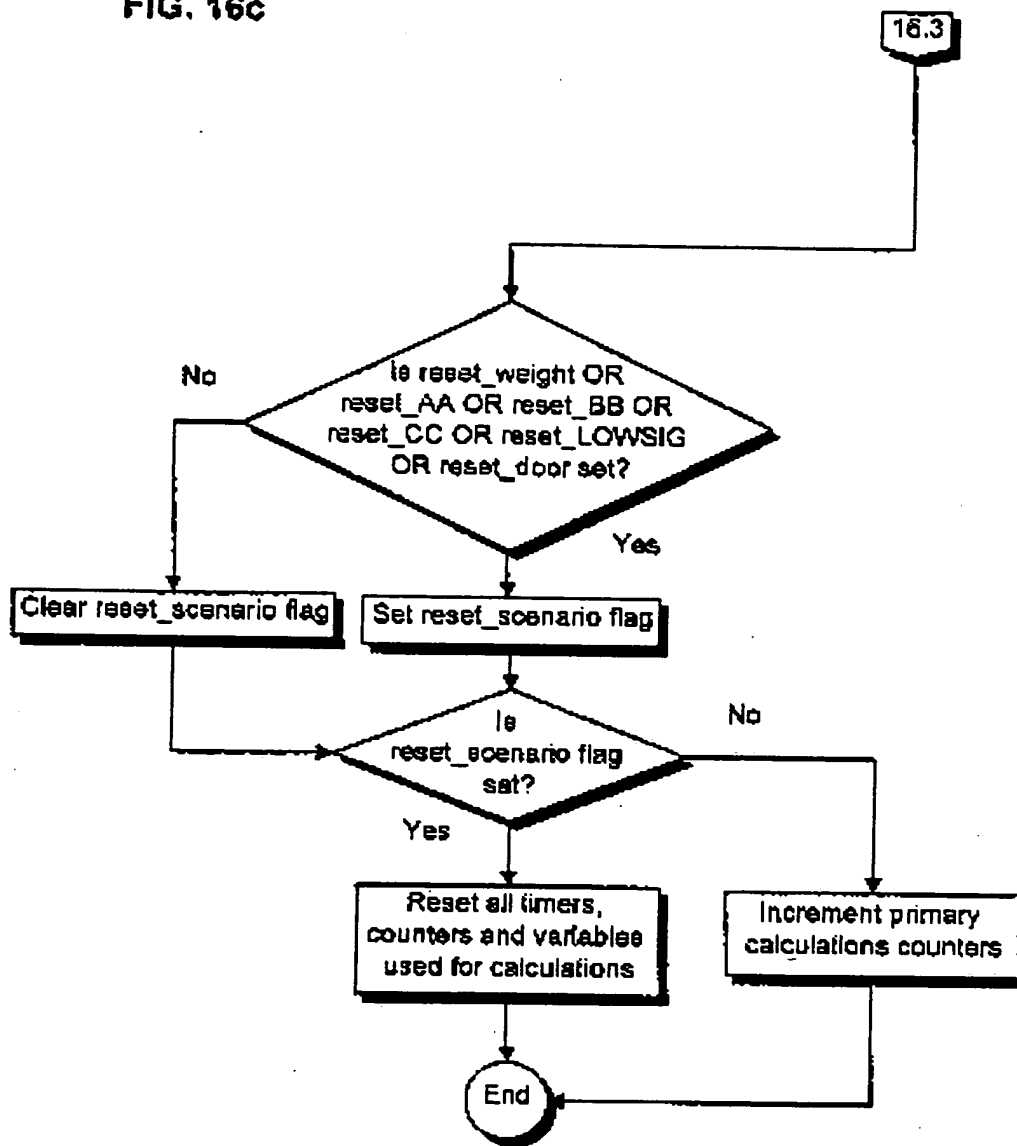 FIG. 16c
16.3
Is reset_weight OR
reset_AA OR reset_BB OR
reset_CC OR reset_LOWSIG
OR reset_door set?
No
Yes
Clear reset_scenario flag
Set reset_scenario flag
Is
reset_scenario flag
set?
No
Yes
Reset all timers,
counters and variables
used for calculations
Increment primary
calculations counters
End